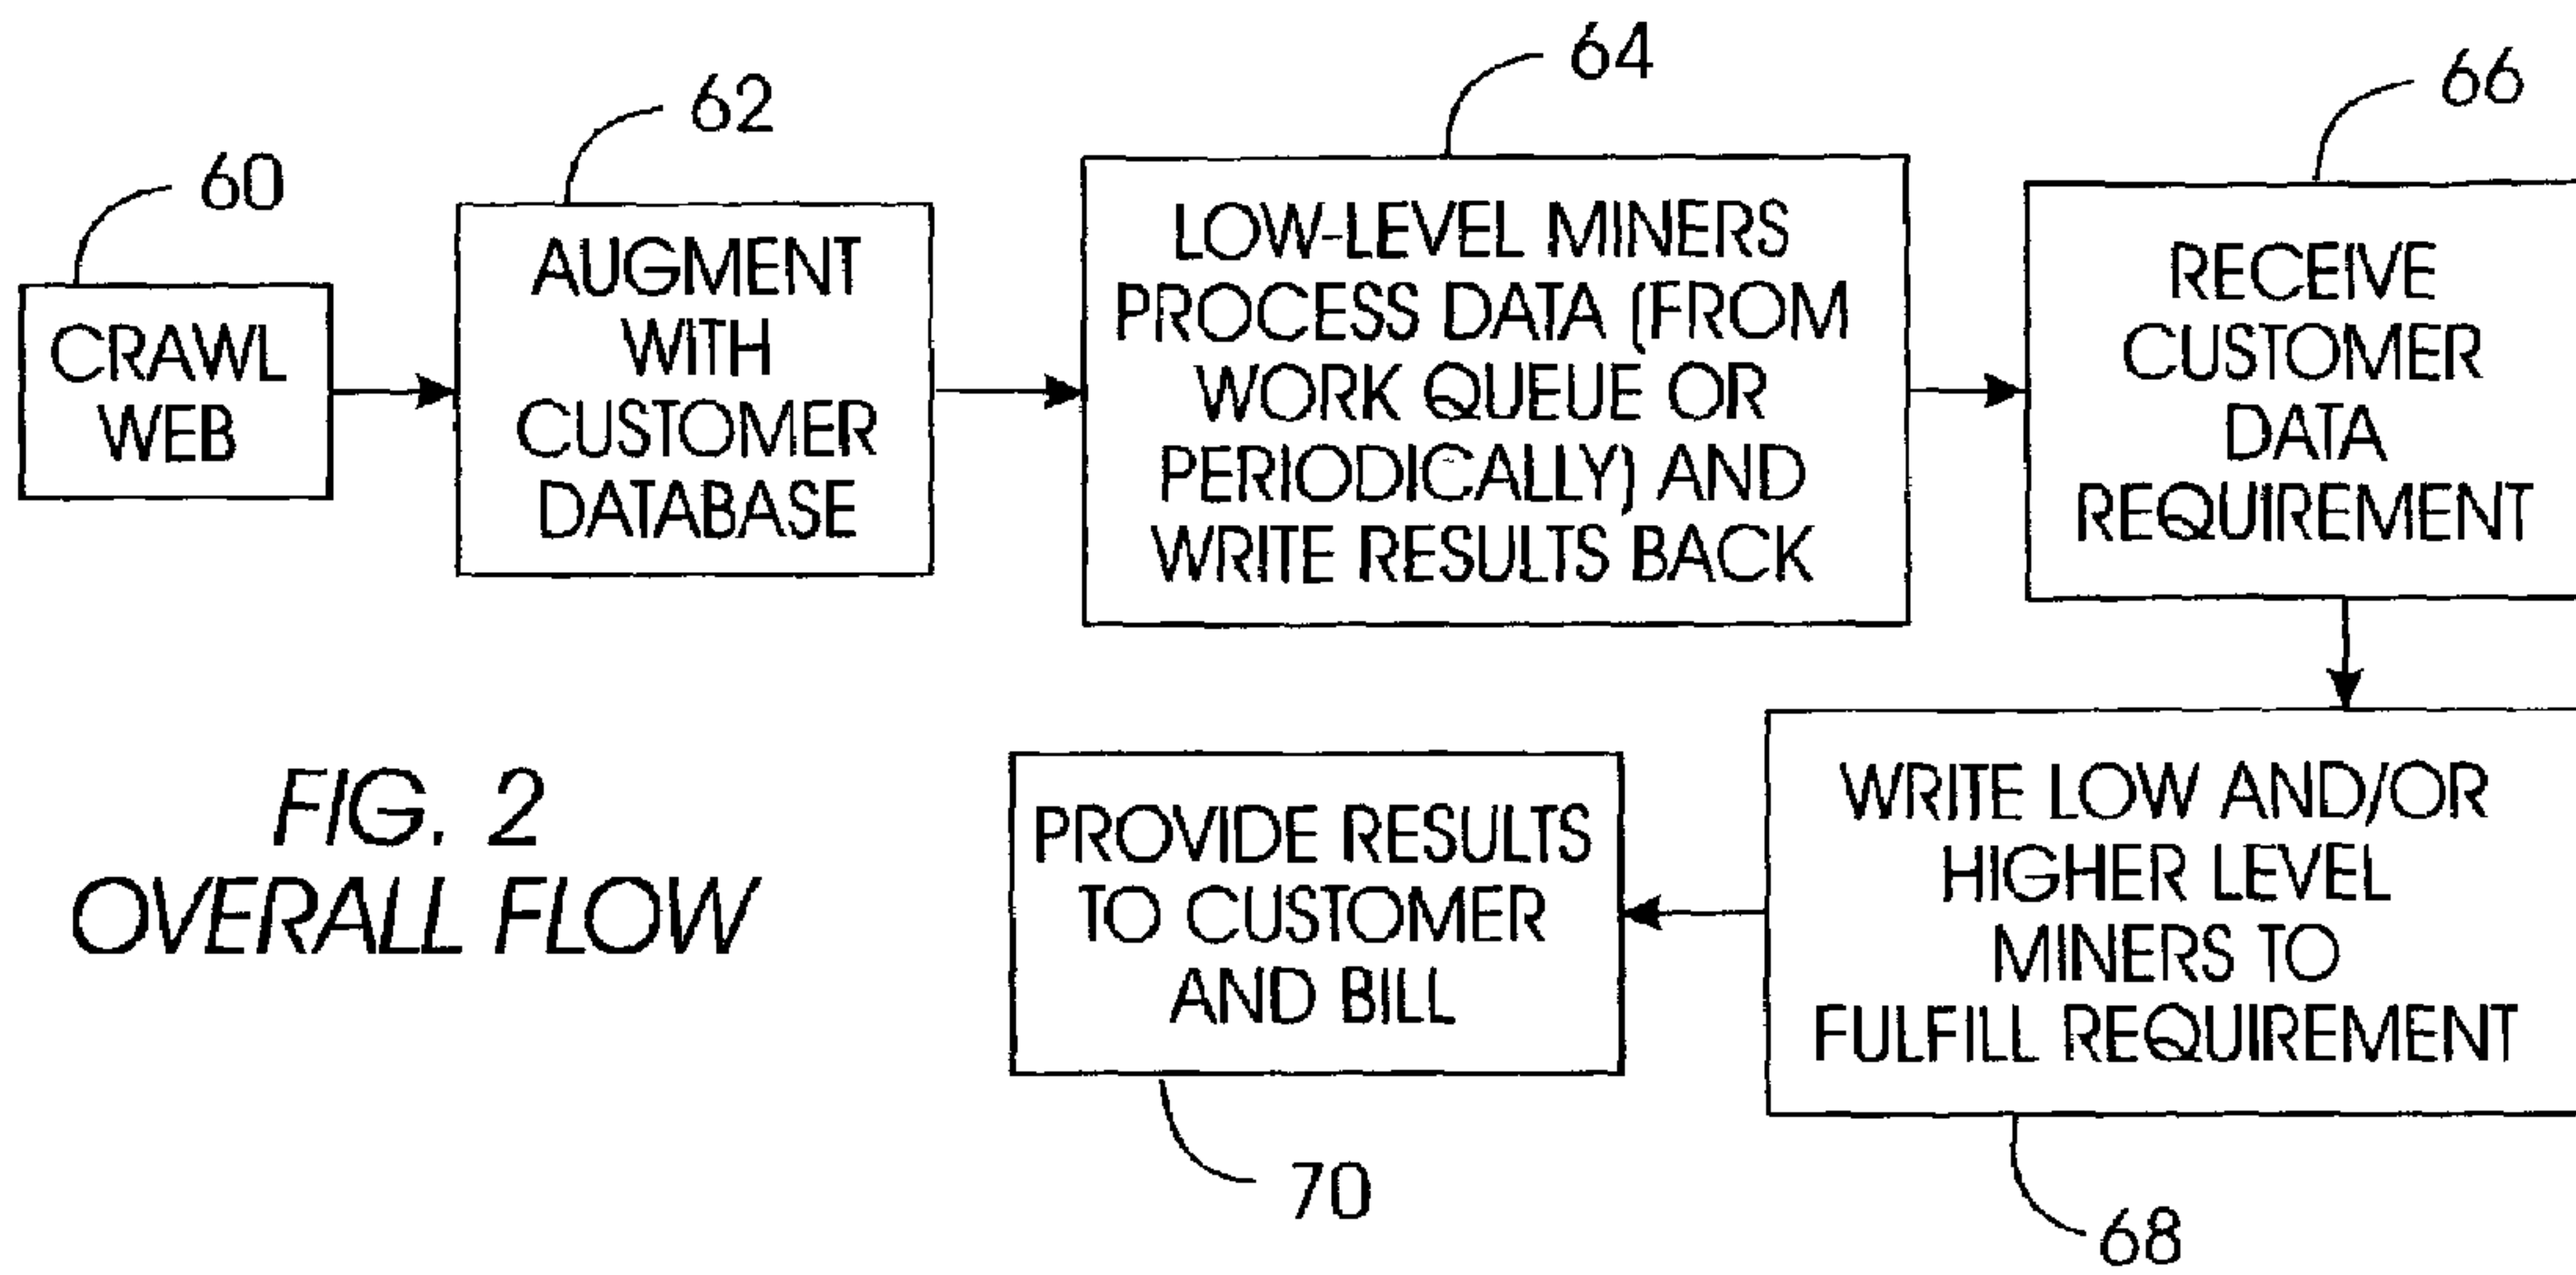 60
CRAWL
WEB
62
AUGMENT
WITH
CUSTOMER
DATABASE
64
LOW-LEVEL MINERS
PROCESS DATA (FROM
WORK QUEUE OR
PERIODICALLY) AND
WRITE RESULTS BACK
66
RECEIVE
CUSTOMER
DATA
REQUIREMENT
WRITE LOW AND/OR
HIGHER LEVEL
MINERS TO
FULFILL REQUIREMENT
68
PROVIDE RESULTS
TO CUSTOMER
AND BILL
70
FIG. 2
OVERALL FLOW